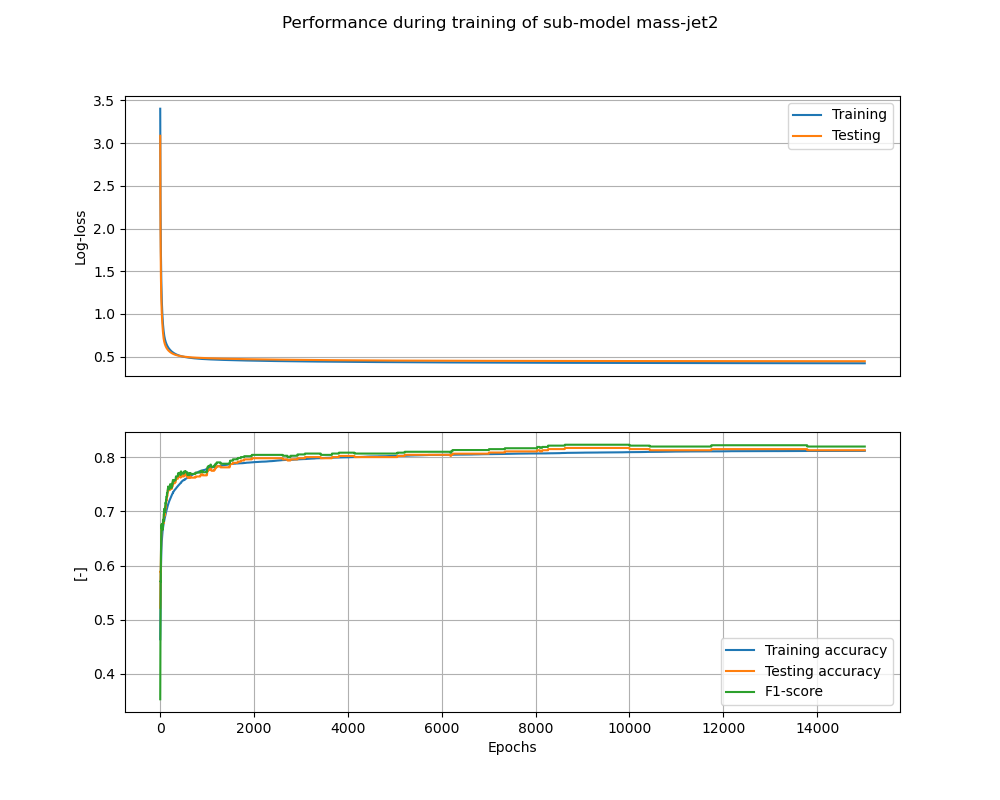 Performance during training of sub-model mass-jet2
3.5
3.0
2.5
2.0
1.5
1.0
0.5
Log-loss
Training
Testing
0.8
0.7
0.6
0.5
0.4
[-]
Training accuracy
Testing accuracy
F1-score
0 2000 4000 6000 8000 10000 12000 14000
Epochs